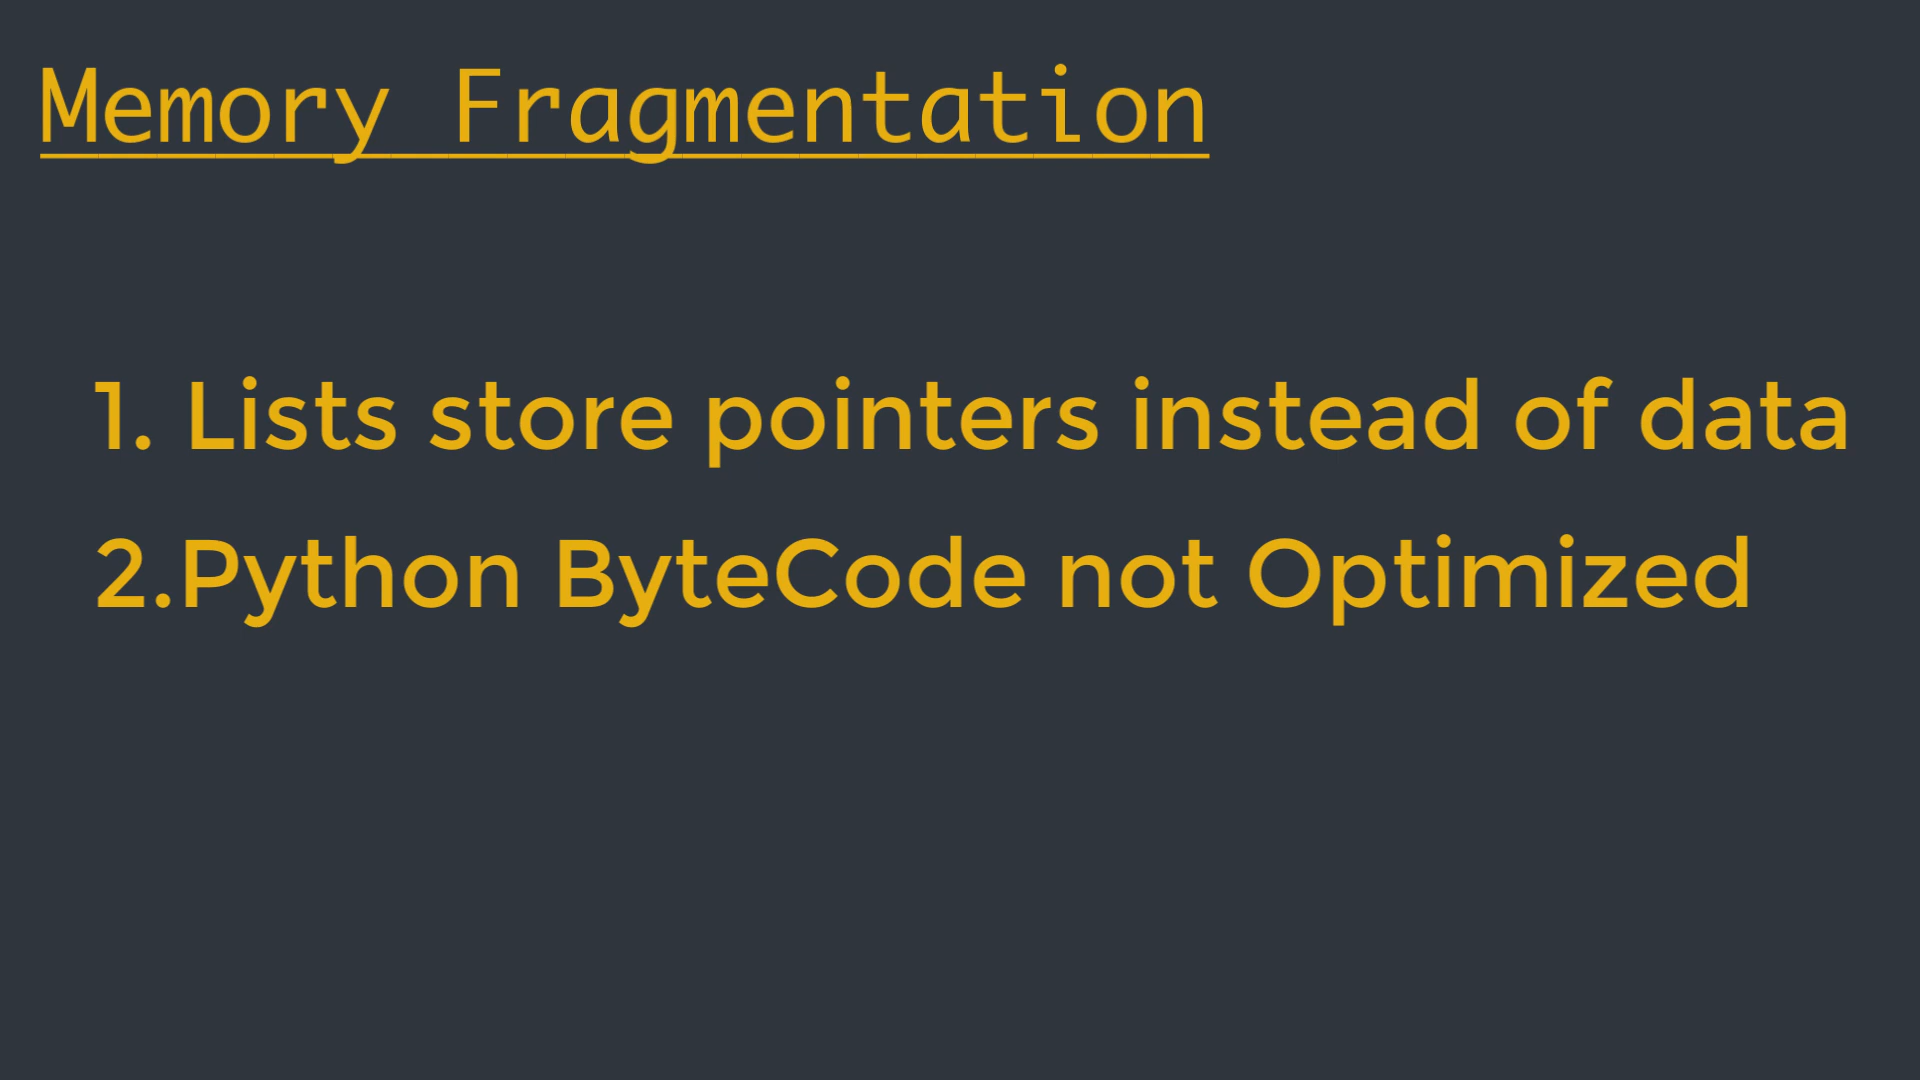 Memory Fragmentation
1. Lists store pointers instead of data
2.Python ByteCode not Optimized